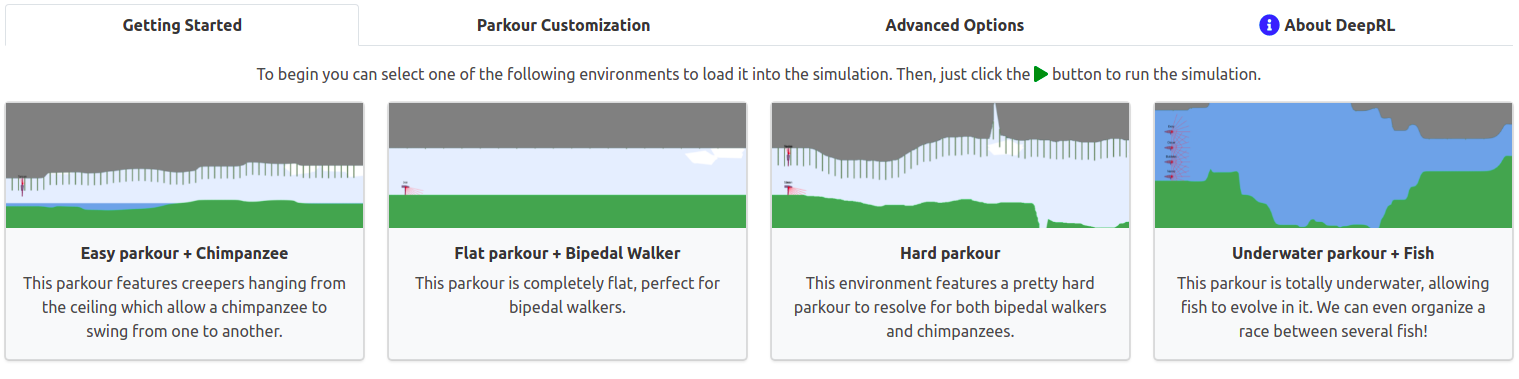 Getting Started
Parkour Customization
Advanced Options
About DeepRL
To begin you can select one of the following environments to load it into the simulation. Then, just click the button to run the simulation.
Easy parkour + Chimpanzee
This parkour features creepers hanging from
the ceiling which allow a chimpanzee to
swing from one to another.
Flat parkour + Bipedal Walker
This parkour is completely flat, perfect for
bipedal walkers.
Hard parkour
This environment features a pretty hard
parkour to resolve for both bipedal walkers
and chimpanzees.
Underwater parkour + Fish
This parkour is totally underwater, allowing
fish to evolve in it. We can even organize a
race between several fish!